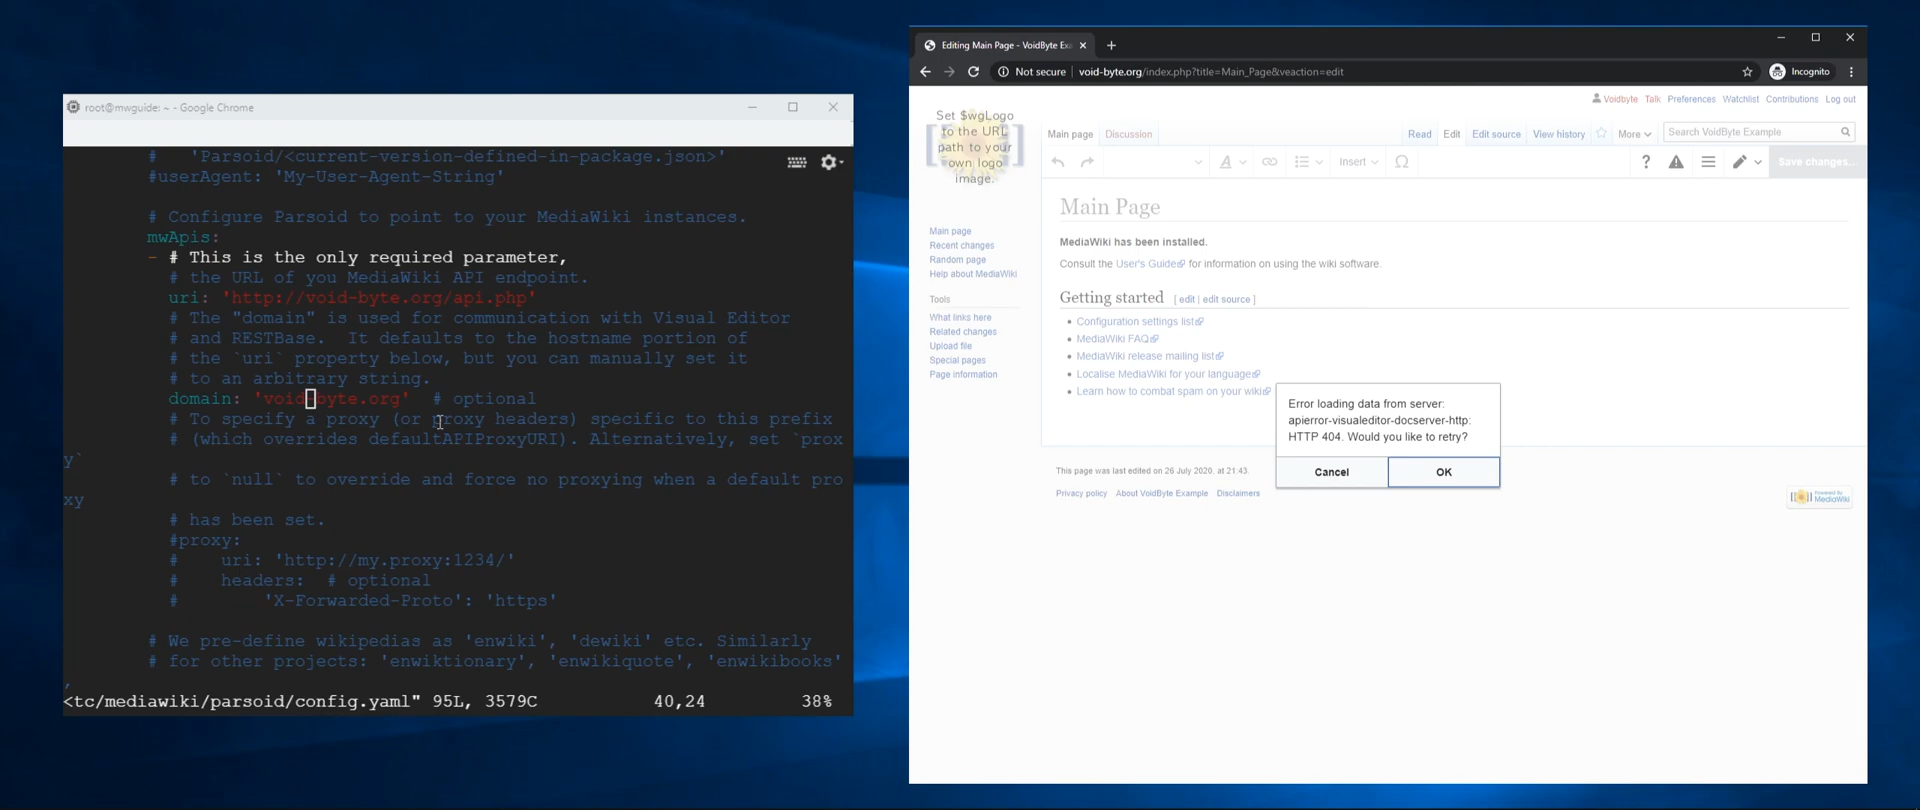 root@mwguide: ~ - Google Chrome
#   'Parsoid/<current-version-defined-in-package.json>'
#userAgent: 'My-User-Agent-String'
# Configure Parsoid to point to your MediaWiki instances.
mwApis:
- # This is the only required parameter,
# the URL of you MediaWiki API endpoint.
uri: 'http://void-byte.org/api.php'
# The "domain" is used for communication with Visual Editor
# and RESTBase.  It defaults to the hostname portion of
# the `uri` property below, but you can manually set it
# to an arbitrary string.
domain: 'void-byte.org'  # optional
# To specify a proxy (or proxy headers) specific to this prefix
# (which overrides defaultAPIProxyURI). Alternatively, set `prox
y`
# to `null` to override and force no proxying when a default pro
xy
# has been set.
#proxy:
#    uri: 'http://my.proxy:1234/'
#    headers:  # optional
#        'X-Forwarded-Proto': 'https'
# We pre-define wikipedias as 'enwiki', 'dewiki' etc. Similarly
# for other projects: 'enwiktionary', 'enwikiquote', 'enwikibooks'
,
<tc/mediawiki/parsoid/config.yaml" 95L, 3579C 40,24 38%
Editing Main Page - VoidByte Exa
Not secure | void-byte.org/index.php?title=Main_Page&veaction=edit Incognito
Voidbyte Talk Preferences Watchlist Contributions Log out
Set $wgLogo
to the URL
path to your
own logo
image.
Main page Discussion Read Edit Edit source View history More Search VoidByte Example
A Insert Ω ? Save changes...
Main Page
MediaWiki has been installed.
Consult the User's Guide for information on using the wiki software.
Getting started [ edit | edit source ]
Configuration settings list
MediaWiki FAQ
MediaWiki release mailing list
Localise MediaWiki for your language
Learn how to combat spam on your wiki
Main page
Recent changes
Random page
Help about MediaWiki
Tools
What links here
Related changes
Upload file
Special pages
Page information
Error loading data from server:
apierror-visualeditor-docserver-http:
HTTP 404. Would you like to retry?
Cancel OK
This page was last edited on 26 July 2020, at 21:43.
Privacy policy About VoidByte Example Disclaimers
Powered By
MediaWiki